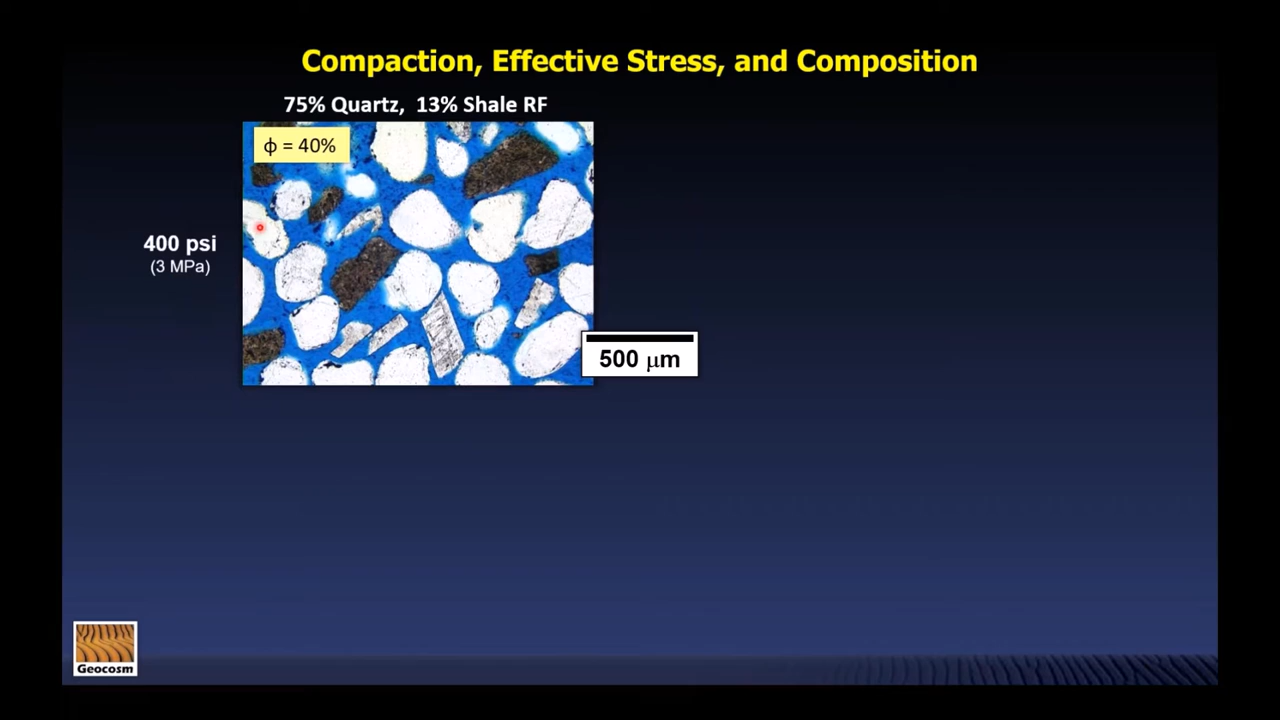 Compaction, Effective Stress, and Composition
75% Quartz, 13% Shale RF
ϕ = 40%
400 psi
(3 MPa)
500 μm
Geocosm